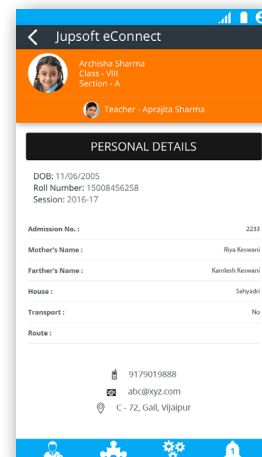 Jupsoft eConnect
Archisha Sharma
Class - VIII
Section - A
Teacher - Aprajita Sharma
PERSONAL DETAILS
DOB: 11/06/2005
Roll Number: 15008456258
Session: 2016-17
Admission No. : 2233
Mother's Name : Riya Keswani
Farther's Name : Kamlesh Keswani
House : Sahyadri
Transport : No
Route :
9179019888
abc@xyz.com
C - 72, Gail, Vijaipur
1